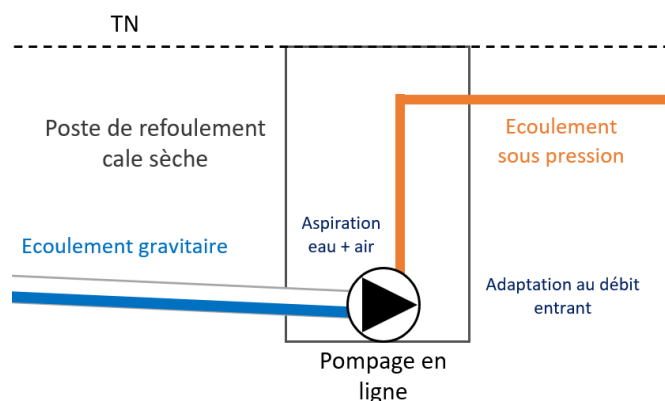 TN
Poste de refoulement
cale sèche
Ecoulement
sous pression
Aspiration
eau + air
Ecoulement gravitaire
Adaptation au débit
entrant
Pompage en
ligne